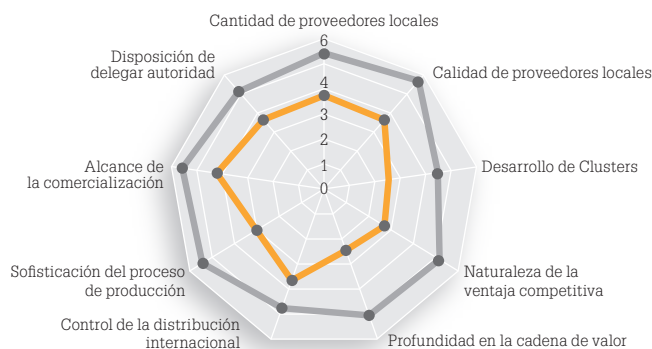 Cantidad de proveedores locales
6
Disposición de
delegar autoridad
Calidad de proveedores locales
4
3
2
1
0
Alcance de
la comercialización
Desarrollo de Clusters
Sofisticación del proceso
de producción
Naturaleza de la
ventaja competitiva
Control de la distribución
internacional
Profundidad en la cadena de valor